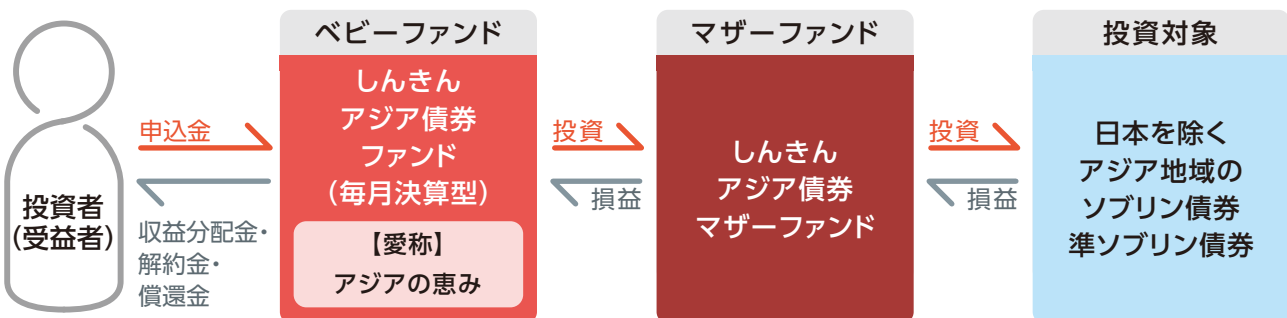 投資者
(受益者)
申込金
収益分配金・
解約金・
償還金
ベビーファンド
しんきん
アジア債券
ファンド
(毎月決算型)
【愛称】
アジアの恵み
投資
損益
マザーファンド
しんきん
アジア債券
マザーファンド
投資
損益
投資対象
日本を除く
アジア地域の
ソブリン債券
準ソブリン債券